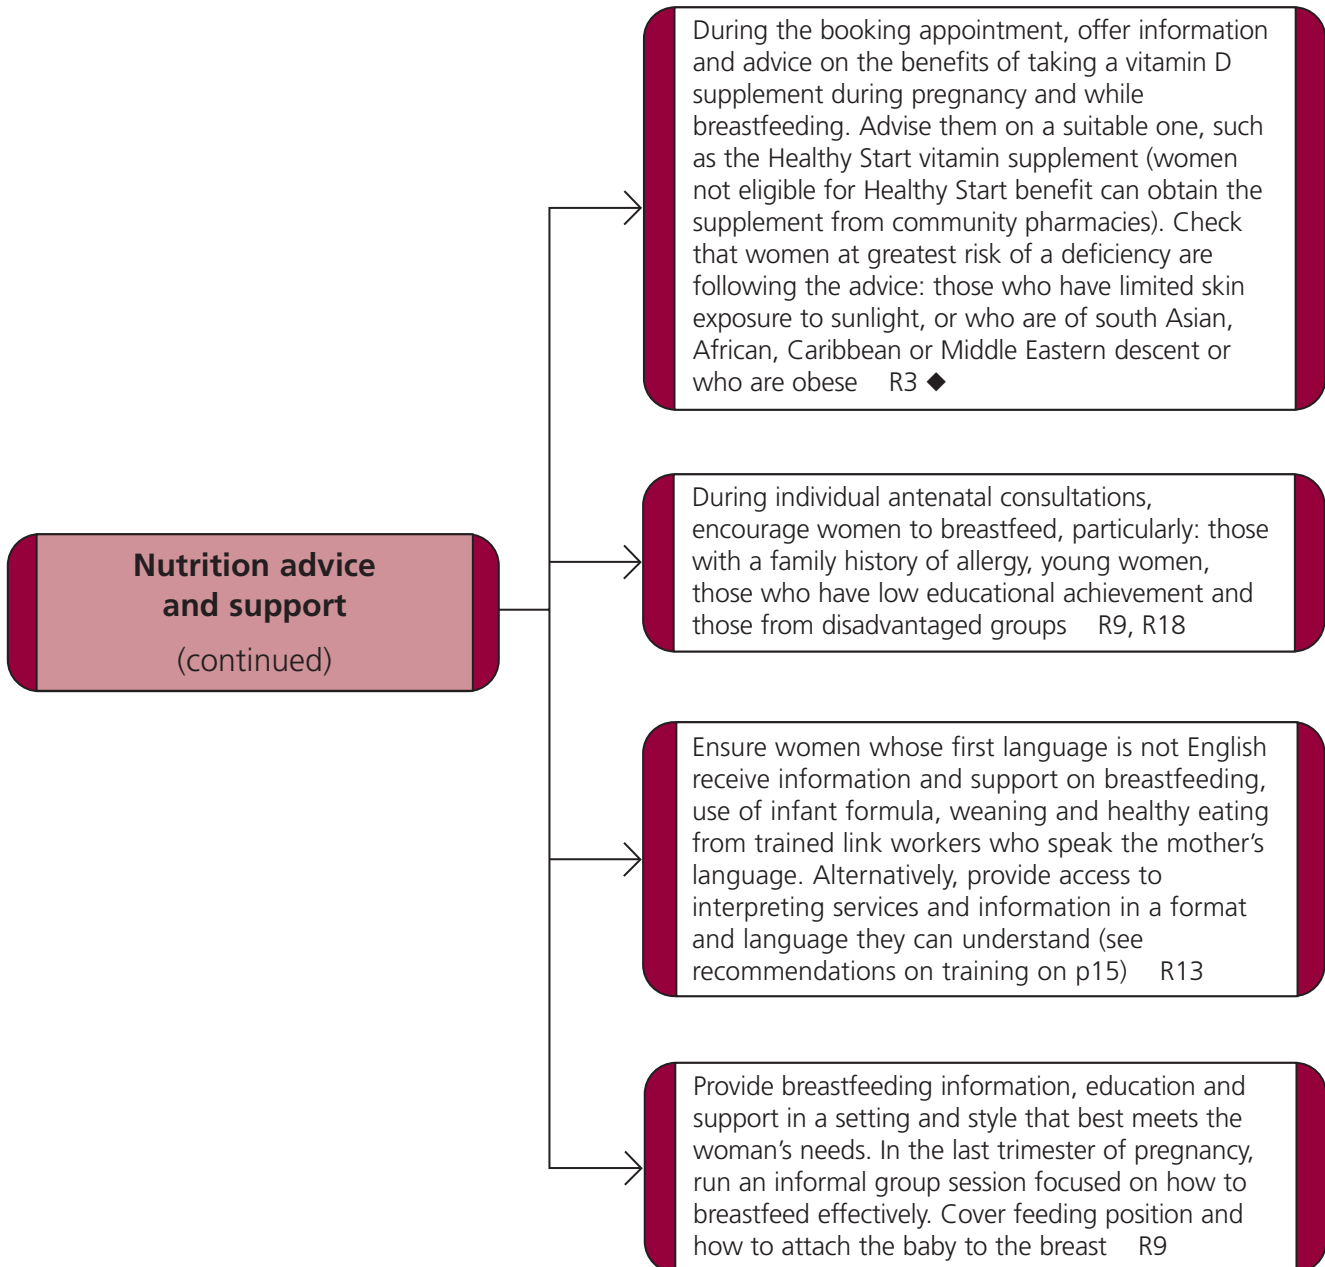 During the booking appointment, offer information
and advice on the benefits of taking a vitamin D
supplement during pregnancy and while
breastfeeding. Advise them on a suitable one, such
as the Healthy Start vitamin supplement (women
not eligible for Healthy Start benefit can obtain the
supplement from community pharmacies). Check
that women at greatest risk of a deficiency are
following the advice: those who have limited skin
exposure to sunlight, or who are of south Asian,
African, Caribbean or Middle Eastern descent or
who are obese R3 ◆
During individual antenatal consultations,
encourage women to breastfeed, particularly: those
with a family history of allergy, young women,
those who have low educational achievement and
those from disadvantaged groups R9, R18
Nutrition advice
and support
(continued)
Ensure women whose first language is not English
receive information and support on breastfeeding,
use of infant formula, weaning and healthy eating
from trained link workers who speak the mother’s
language. Alternatively, provide access to
interpreting services and information in a format
and language they can understand (see
recommendations on training on p15) R13
Provide breastfeeding information, education and
support in a setting and style that best meets the
woman’s needs. In the last trimester of pregnancy,
run an informal group session focused on how to
breastfeed effectively. Cover feeding position and
how to attach the baby to the breast R9